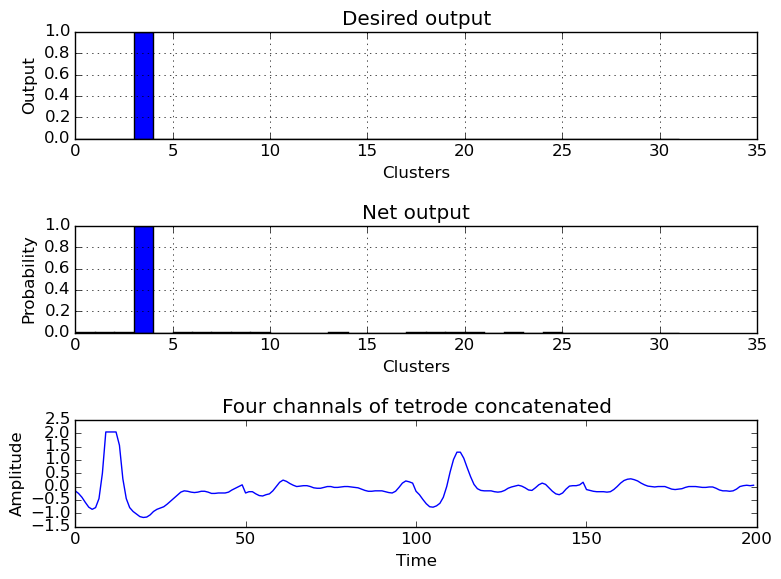 Desired output
1.0
0.8
0.6
0.4
0.2
0.0
Output
0 5 10 15 20 25 30 35
Clusters
Net output
1.0
0.8
0.6
0.4
0.2
0.0
Probability
0 5 10 15 20 25 30 35
Clusters
Four channals of tetrode concatenated
2.5
2.0
1.5
1.0
0.5
0.0
−0.5
−1.0
−1.5
Amplitude
0 50 100 150 200
Time